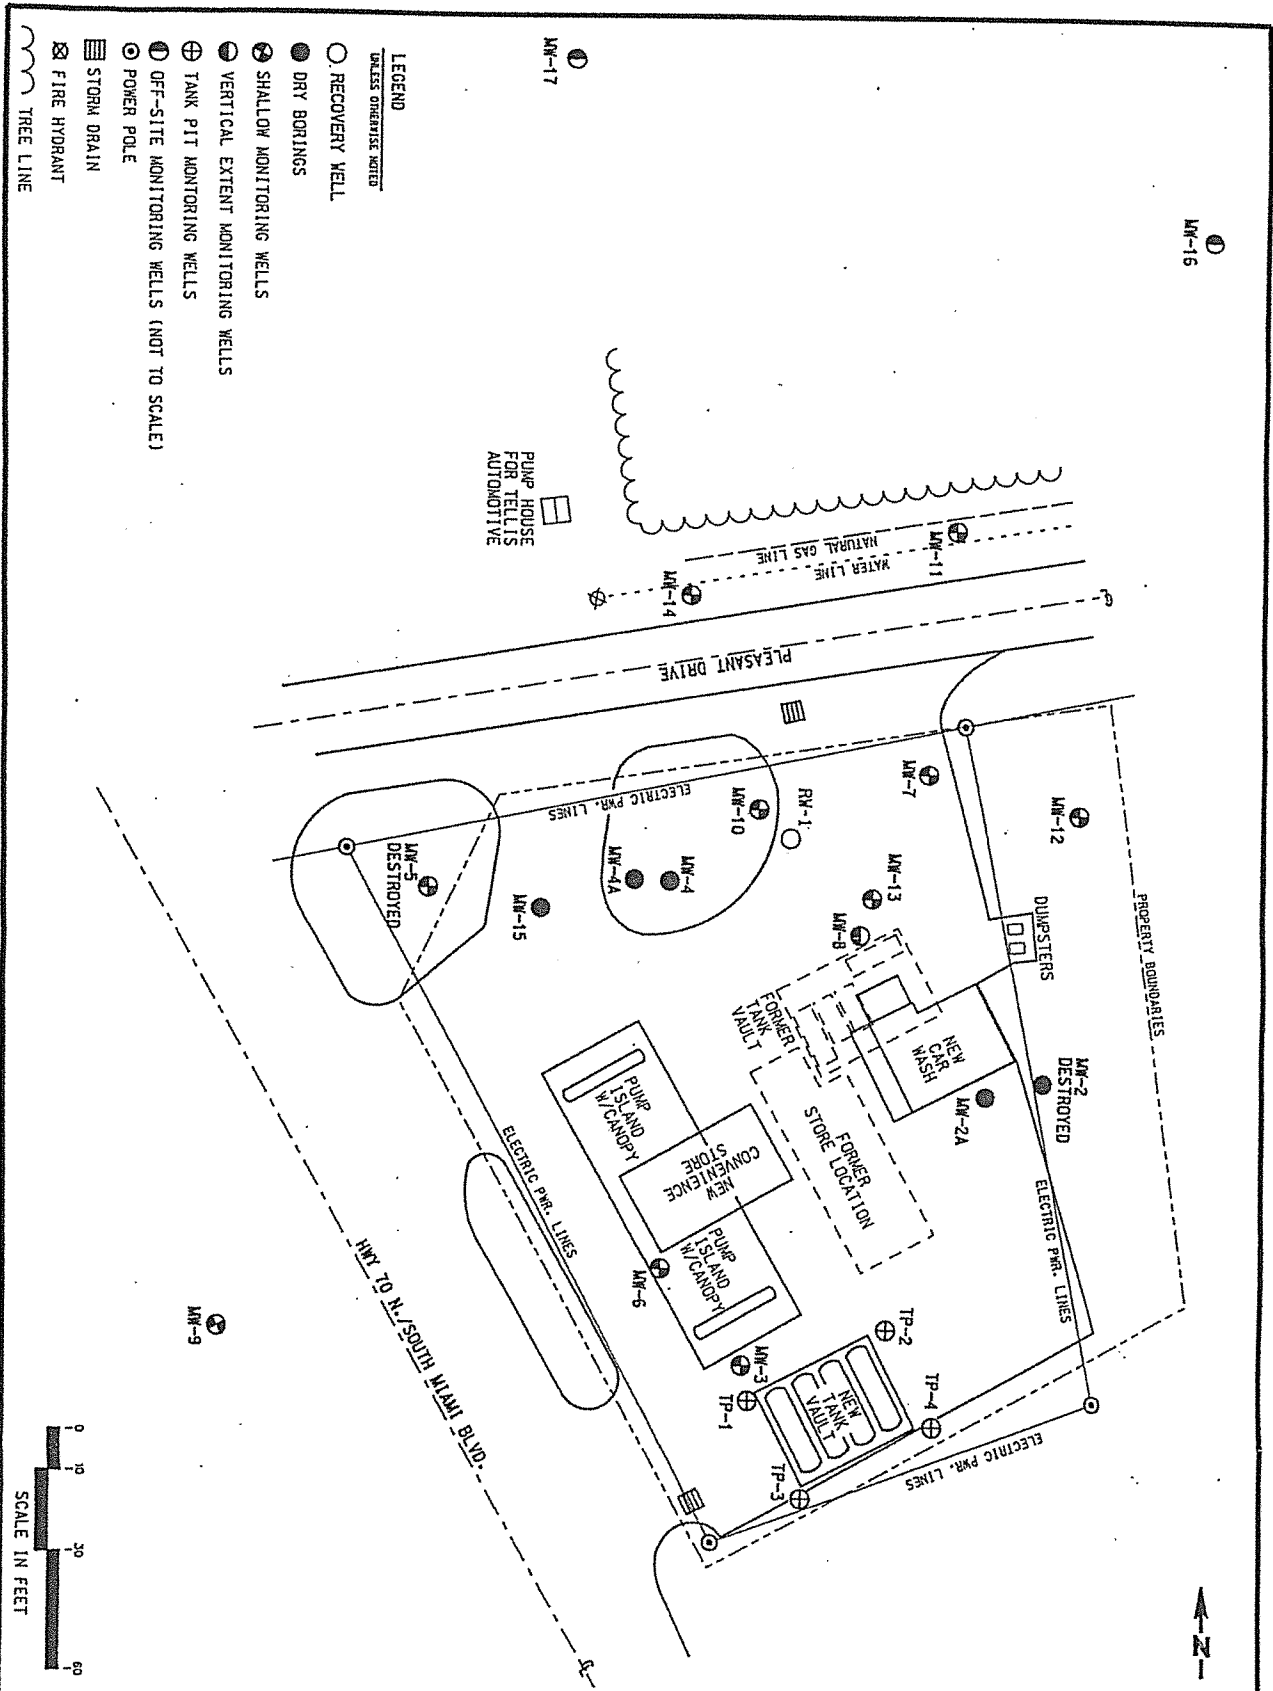 MW-17
MW-16
LEGEND
UNLESS OTHERWISE NOTED
RECOVERY WELL
DRY BORINGS
SHALLOW MONITORING WELLS
VERTICAL EXTENT MONITORING WELLS
TANK PIT MONTORING WELLS
OFF-SITE MONITORING WELLS (NOT TO SCALE)
POWER POLE
STORM DRAIN
FIRE HYDRANT
TREE LINE
PUMP HOUSE
FOR TELLIS
AUTOMOTIVE
NATURAL GAS LINE
WATER LINE
MW-11
MW-14
PLEASANT DRIVE
PROPERTY BOUNDARIES
MW-12
MW-7
RW-1
MW-10
ELECTRIC PWR. LINES
MW-13
MW-8
MW-4
MW-4A
MW-5
DESTROYED
MW-15
DUMPSTERS
MW-2
DESTROYED
MW-2A
NEW
CAR
WASH
FORMER
TANK
VAULT
FORMER
STORE LOCATION
PUMP
ISLAND
W/CANOPY
NEW
CONVENIENCE
STORE
PUMP
ISLAND
W/CANOPY
ELECTRIC PWR. LINES
ELECTRIC PWR. LINES
MW-6
MW-3
TP-2
TP-4
TP-1
TP-3
NEW
TANK
VAULT
ELECTRIC PWR. LINES
HWY 70 N./SOUTH MIAMI BLVD.
MW-9
N
0 10 30 60
SCALE IN FEET